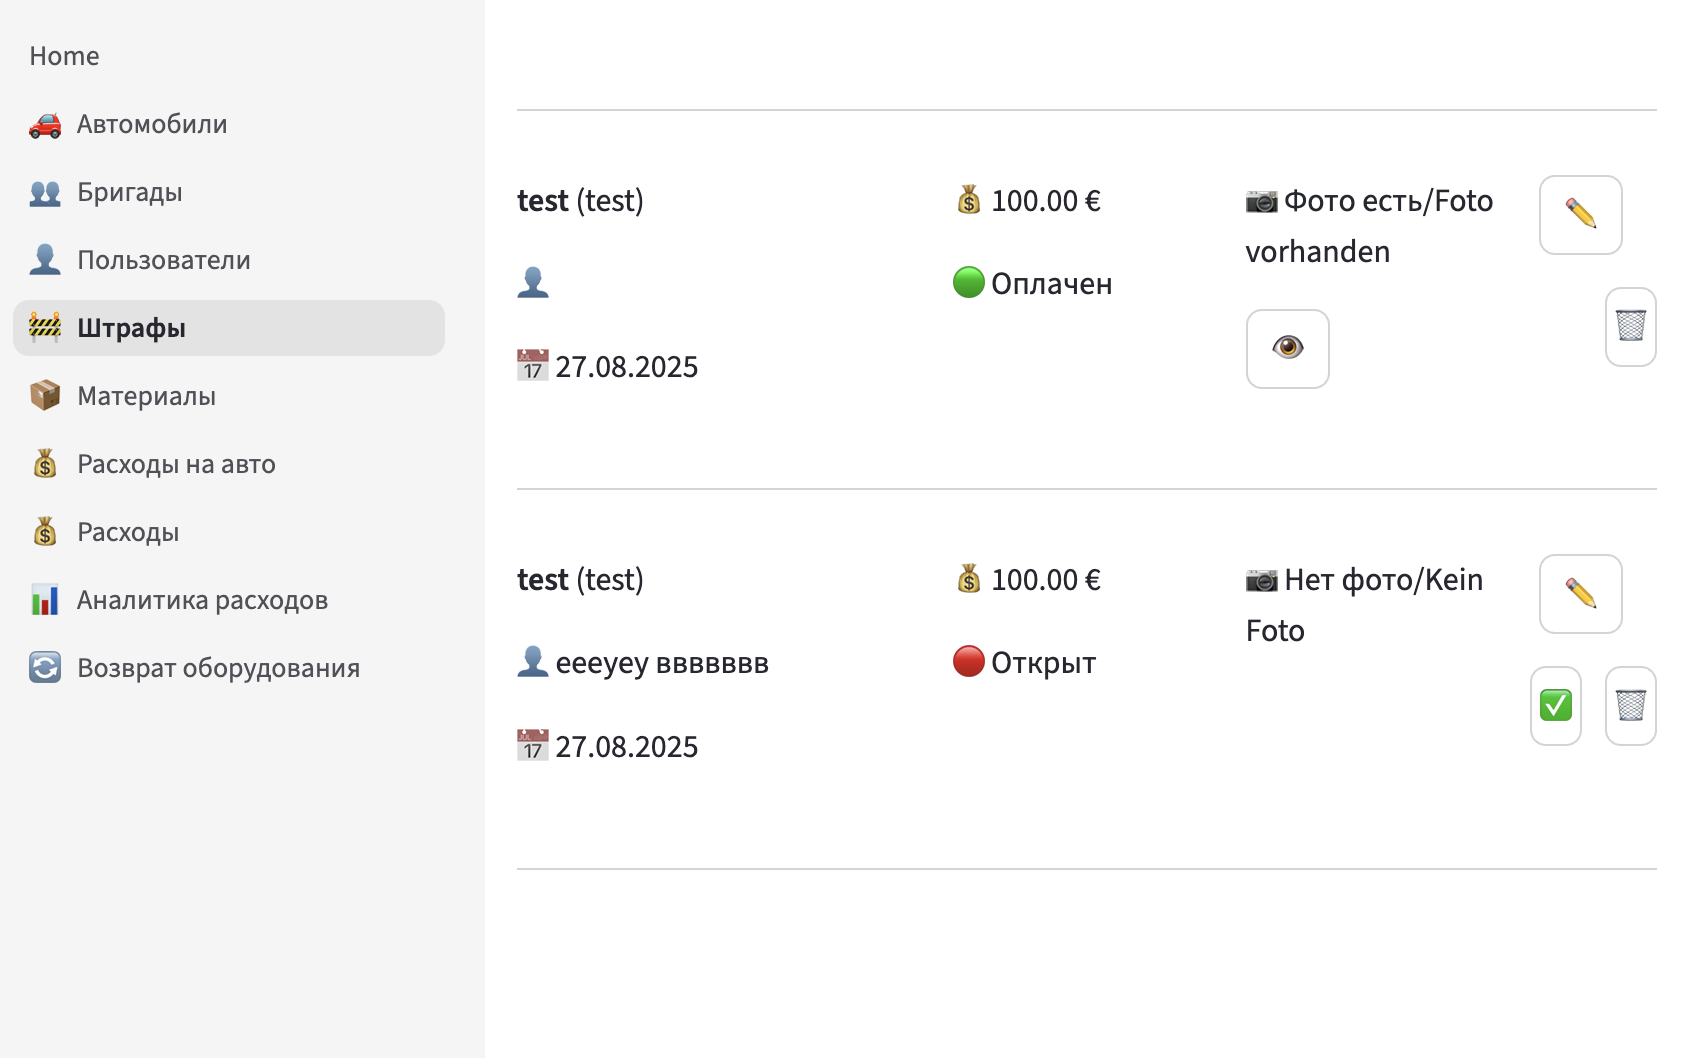 Home
Автомобили
Бригады
Пользователи
Штрафы
Материалы
Расходы на авто
Расходы
Аналитика расходов
Возврат оборудования
test (test)
27.08.2025
100.00 €
Оплачен
Фото есть/Foto
vorhanden
test (test)
eeeyey ввввввв
27.08.2025
100.00 €
Открыт
Нет фото/Kein
Foto